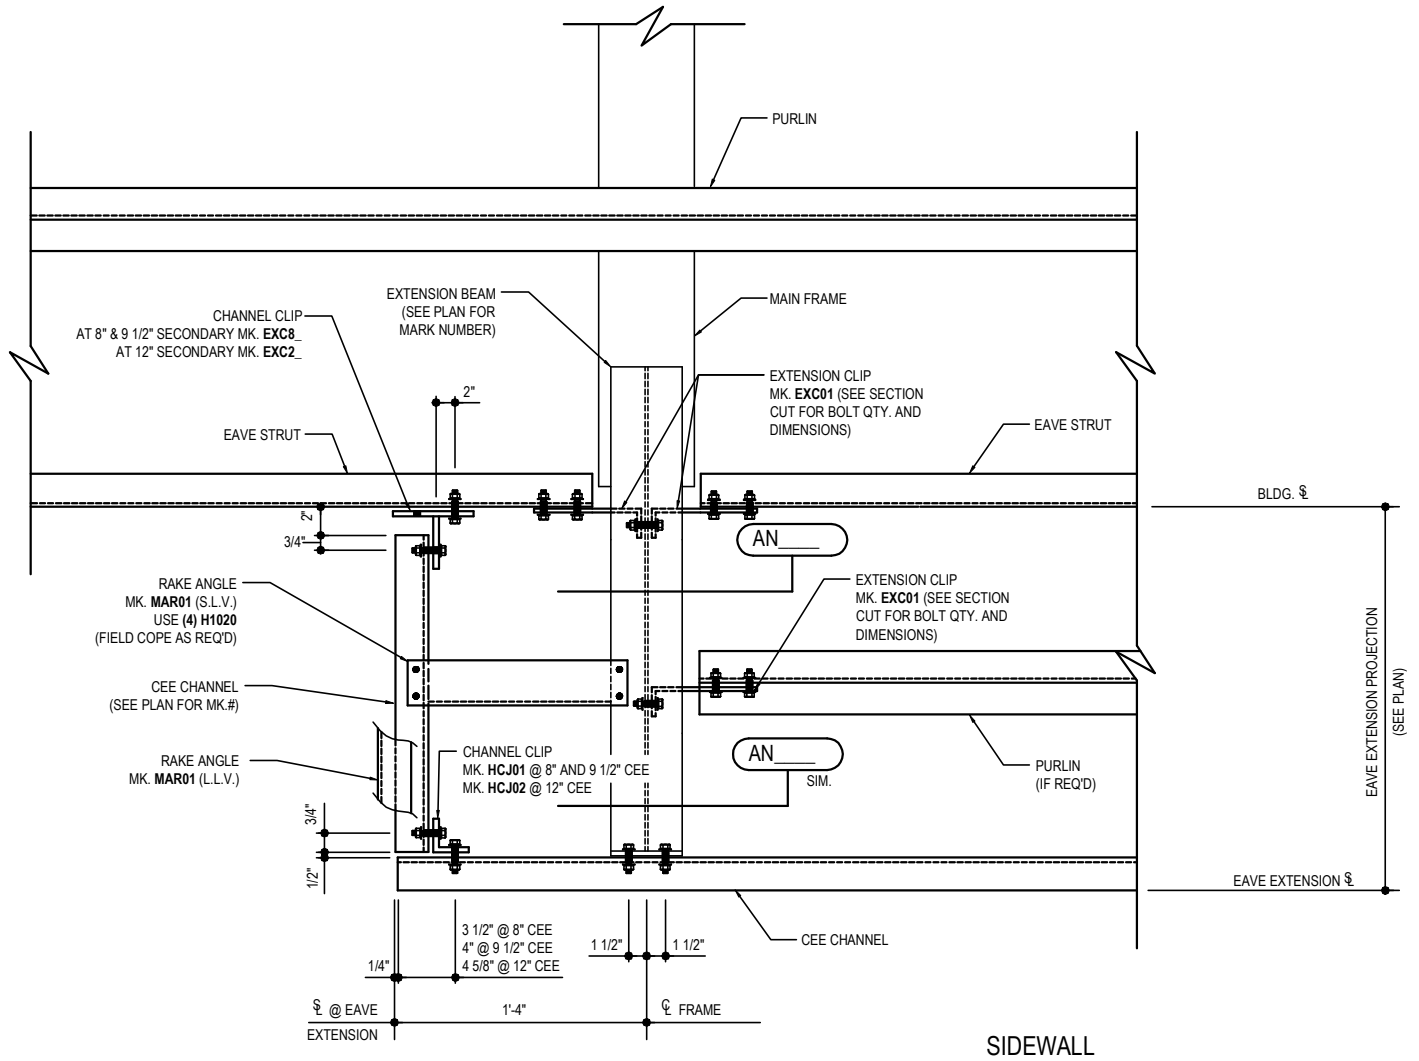 PURLIN
EXTENSION BEAM
(SEE PLAN FOR
MARK NUMBER)
MAIN FRAME
CHANNEL CLIP
AT 8" & 9 1/2" SECONDARY MK. EXC8_
AT 12" SECONDARY MK. EXC2_
EXTENSION CLIP
MK. EXC01 (SEE SECTION
CUT FOR BOLT QTY. AND
DIMENSIONS)
2"
EAVE STRUT
EAVE STRUT
BLDG. S̶L
2"
3/4"
AN____
RAKE ANGLE
MK. MAR01 (S.L.V.)
USE (4) H1020
(FIELD COPE AS REQ'D)
EXTENSION CLIP
MK. EXC01 (SEE SECTION
CUT FOR BOLT QTY. AND
DIMENSIONS)
EAVE EXTENSION PROJECTION
(SEE PLAN)
CEE CHANNEL
(SEE PLAN FOR MK.#)
RAKE ANGLE
MK. MAR01 (L.L.V.)
CHANNEL CLIP
MK. HCJ01 @ 8" AND 9 1/2" CEE
MK. HCJ02 @ 12" CEE
AN____
SIM.
PURLIN
(IF REQ'D)
3/4"
1/2"
EAVE EXTENSION SL
CEE CHANNEL
3 1/2" @ 8" CEE
4" @ 9 1/2" CEE
4 5/8" @ 12" CEE
1/4"
1 1/2"
1 1/2"
SL @ EAVE
EXTENSION
1'-4"
CL FRAME
SIDEWALL